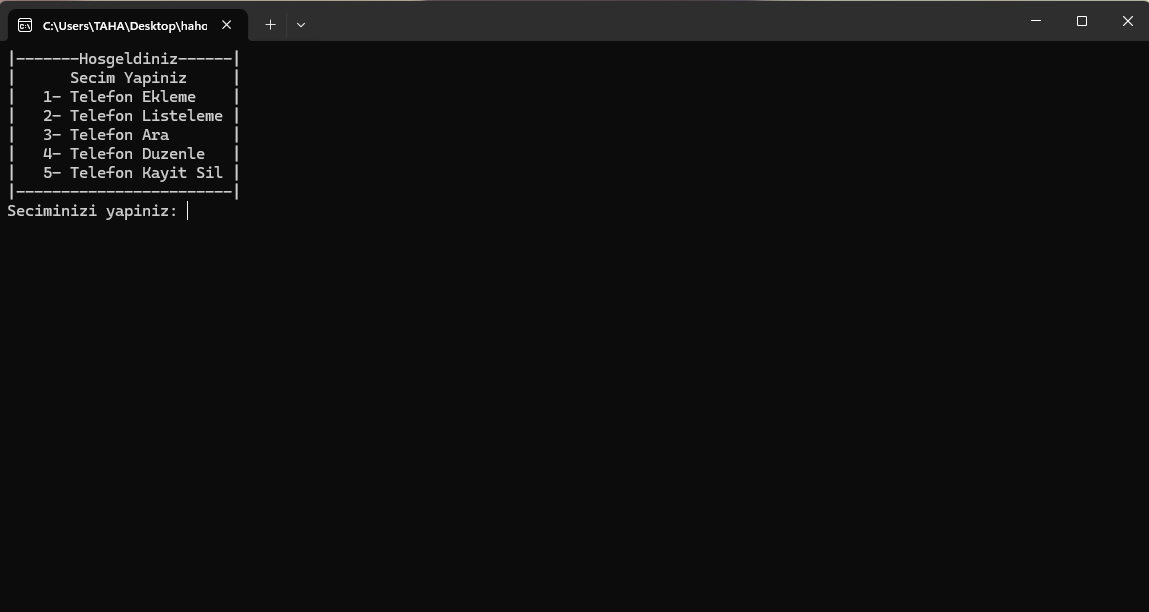 C:\Users\TAHA\Desktop\haho
|-------Hosgeldiniz------|
|      Secim Yapiniz     |
|   1- Telefon Ekleme    |
|   2- Telefon Listeleme |
|   3- Telefon Ara       |
|   4- Telefon Duzenle   |
|   5- Telefon Kayit Sil |
|------------------------|
Seciminizi yapiniz: